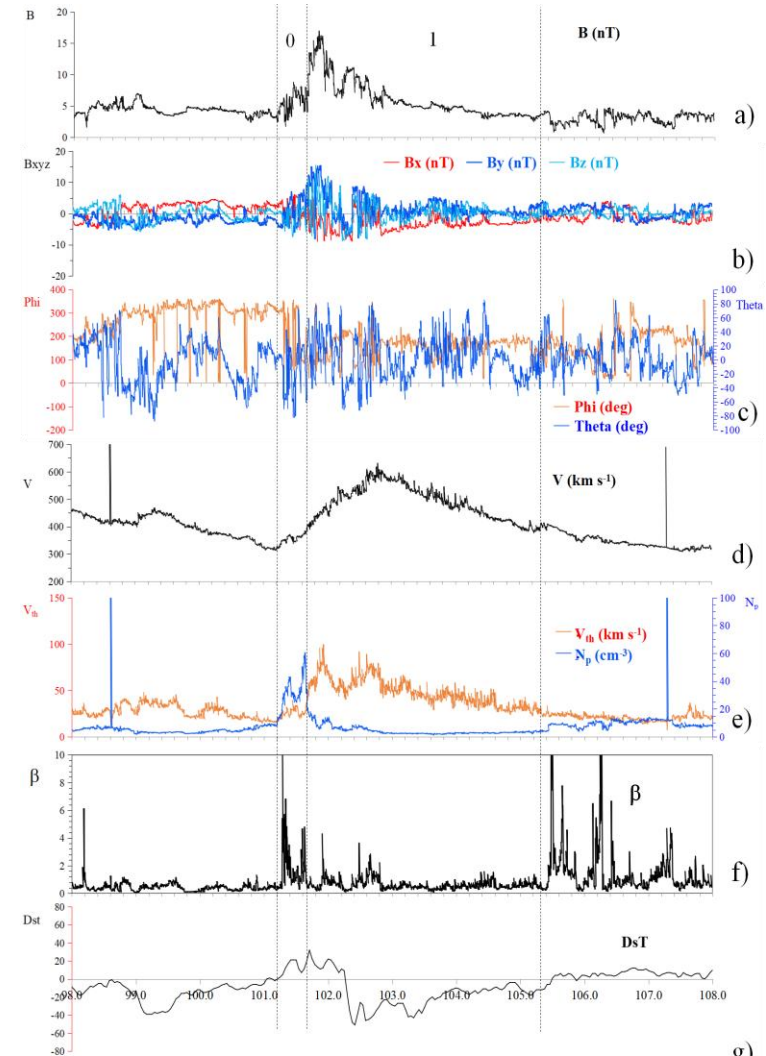 B
20
15
10
5
0
0
1
B (nT)
a)
Bxyz
20
10
0
-10
-20
Bx (nT) By (nT) Bz (nT)
b)
Phi
400
300
200
100
0
-100
-200
Theta
100
80
60
40
20
0
-20
-40
-60
-80
-100
Phi (deg)
Theta (deg)
c)
V
700
600
500
400
300
200
V (km s⁻¹)
d)
Vth
150
100
50
0
Np
100
80
60
40
20
0
Vth (km s⁻¹)
Np (cm⁻³)
e)
β
10
8
6
4
2
0
β
f)
Dst
80
60
40
20
0
-20
-40
-60
-80
DsT
98.0 99.0 100.0 101.0 102.0 103.0 104.0 105.0 106.0 107.0 108.0
g)